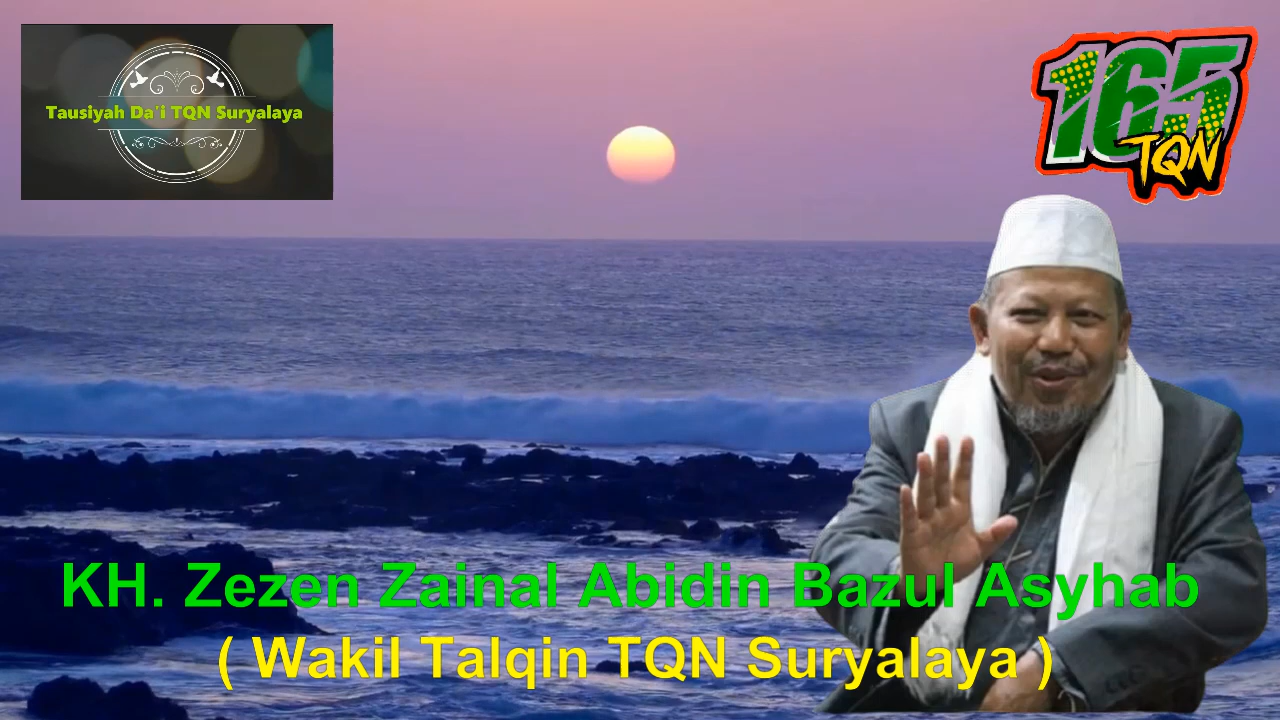 Tausiyah Da'i TQN Suryalaya
165
TQN
KH. Zezen Zainal Abidin Bazul Asyhab
( Wakil Talqin TQN Suryalaya )